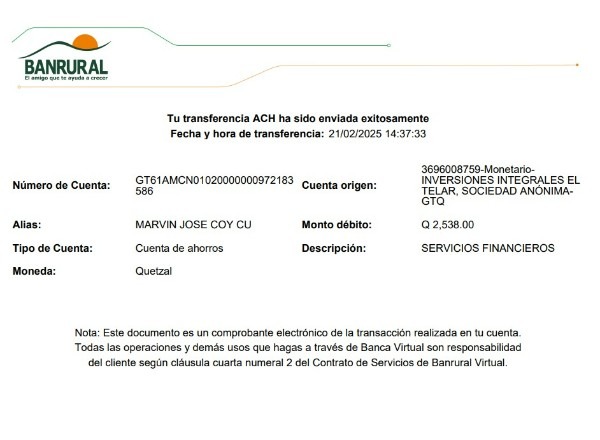 BANRURAL
El amigo que te ayuda a crecer
Tu transferencia ACH ha sido enviada exitosamente
Fecha y hora de transferencia: 21/02/2025 14:37:33
Número de Cuenta:
GT61AMCN01020000000972183
586
Cuenta origen:
3696008759-Monetario-
INVERSIONES INTEGRALES EL
TELAR, SOCIEDAD ANÓNIMA-
GTQ
Alias:
MARVIN JOSE COY CU
Monto débito:
Q 2,538.00
Tipo de Cuenta:
Cuenta de ahorros
Descripción:
SERVICIOS FINANCIEROS
Moneda:
Quetzal
Nota: Este documento es un comprobante electrónico de la transacción realizada en tu cuenta.
Todas las operaciones y demás usos que hagas a través de Banca Virtual son responsabilidad
del cliente según cláusula cuarta numeral 2 del Contrato de Servicios de Banrural Virtual.